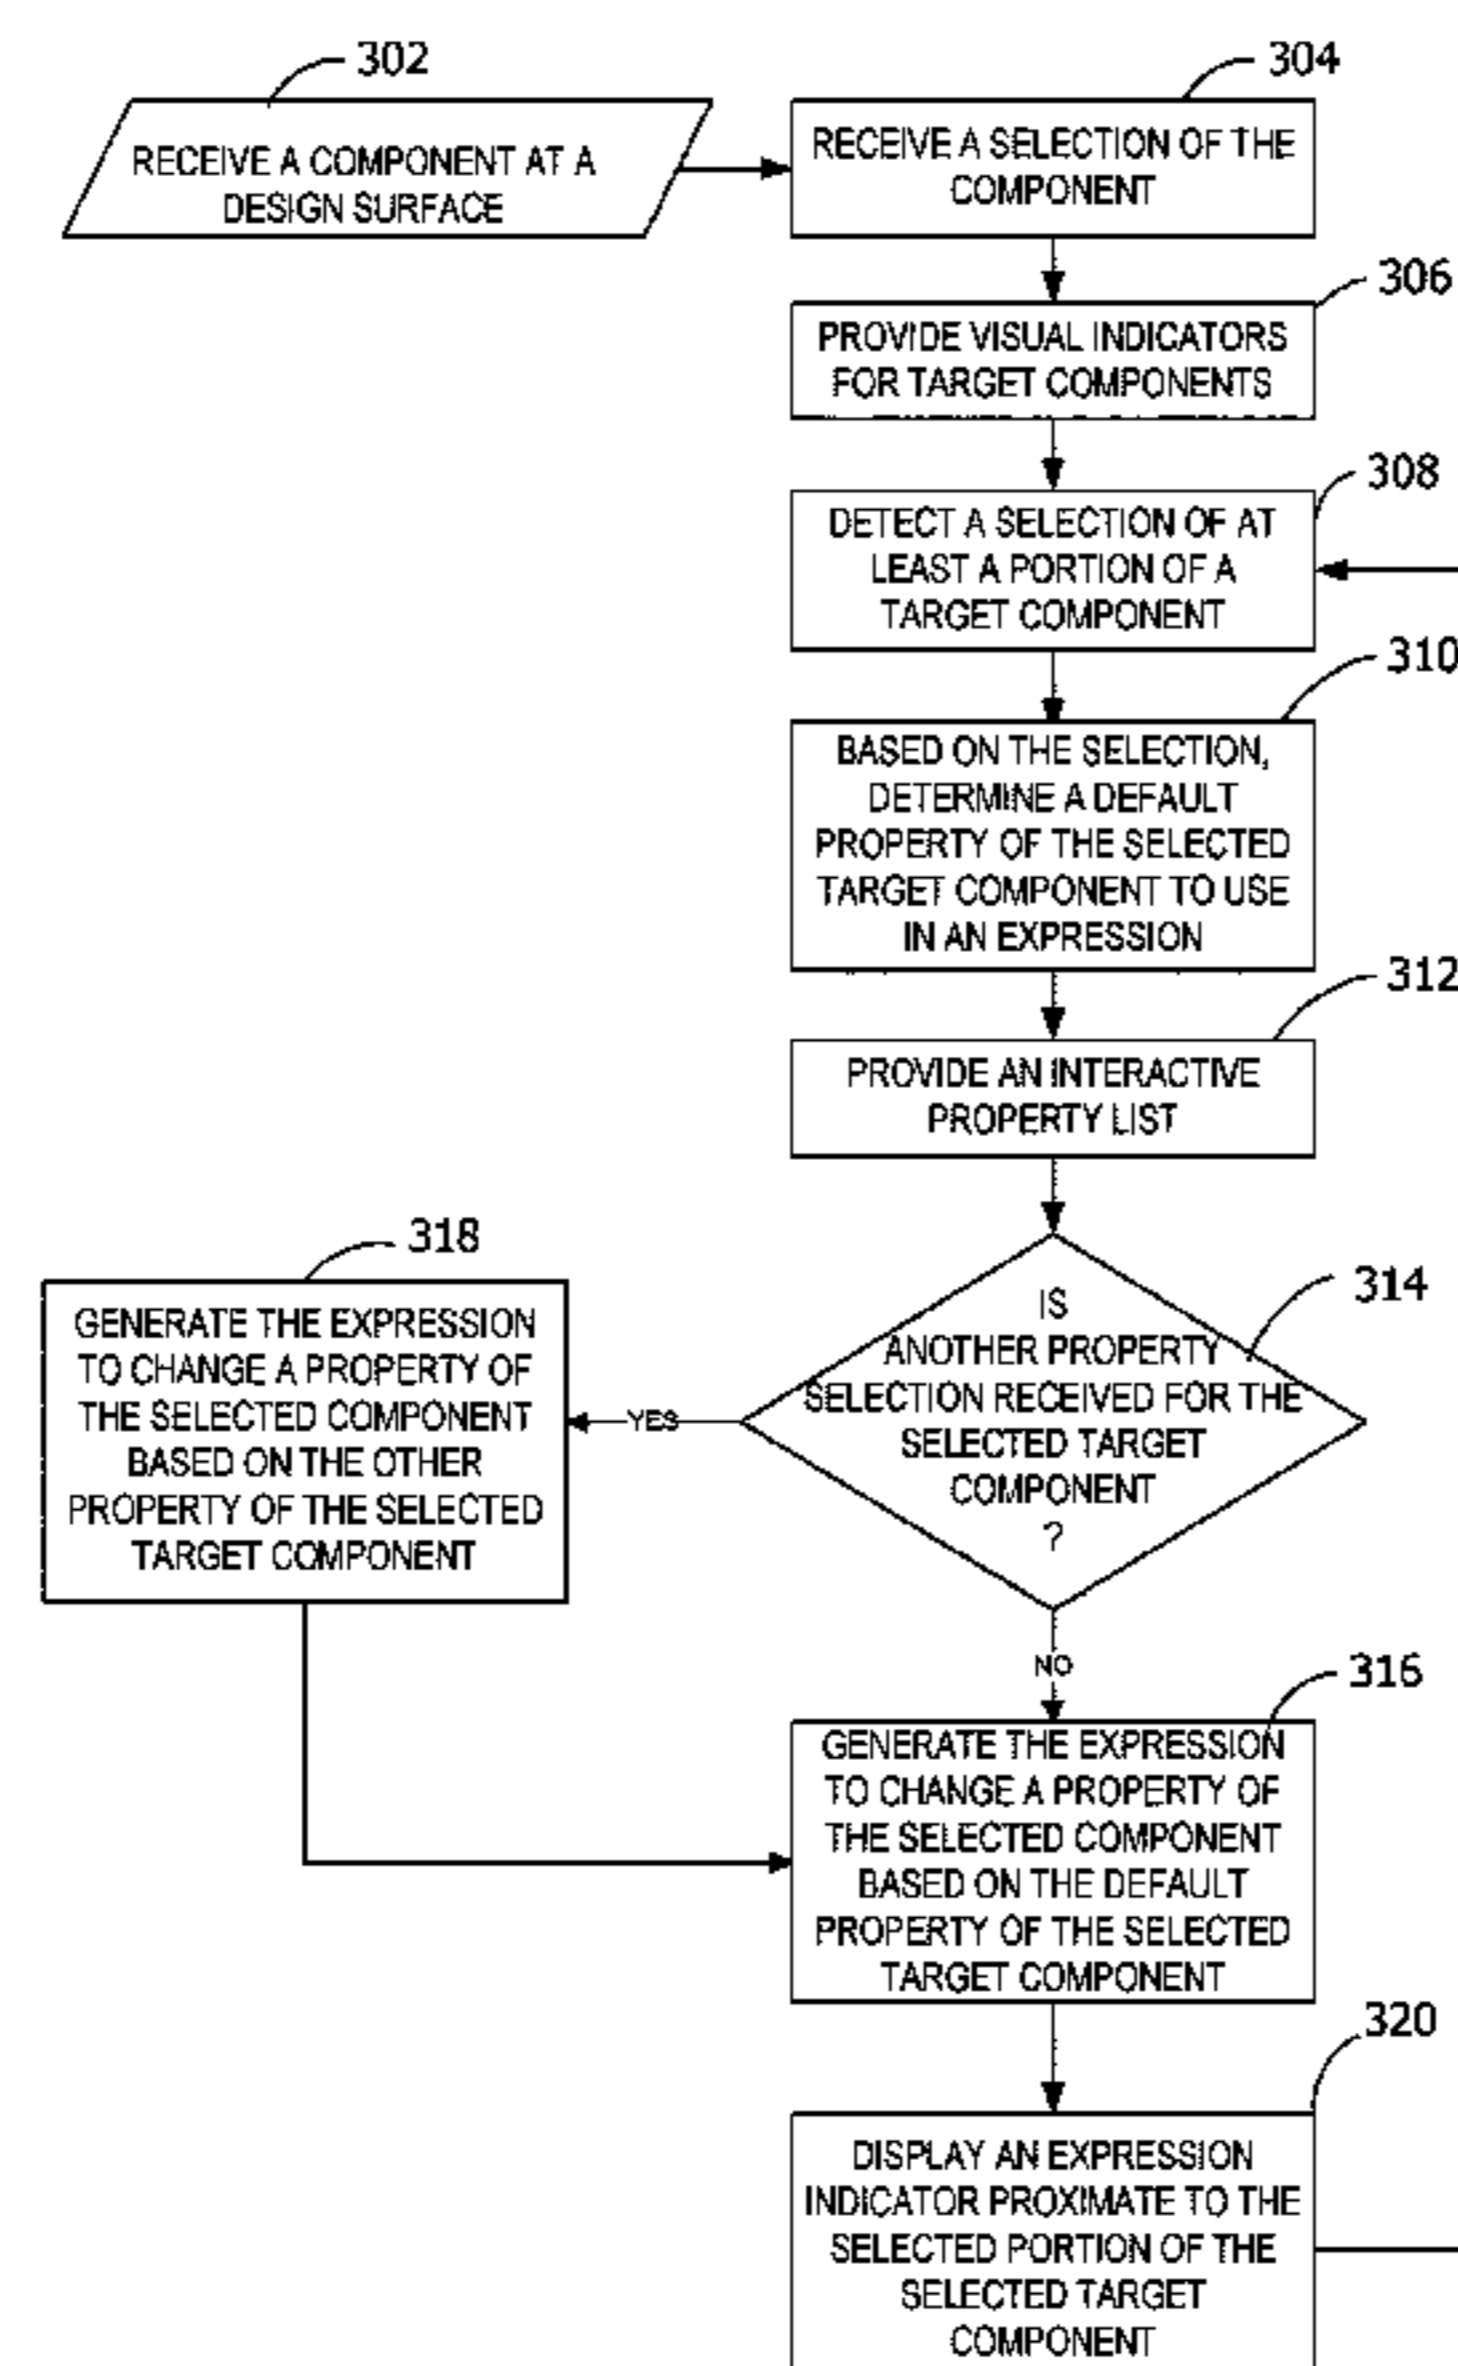 302
RECEIVE A COMPONENT AT A
DESIGN SURFACE
304
RECEIVE A SELECTION OF THE
COMPONENT
306
PROVIDE VISUAL INDICATORS
FOR TARGET COMPONENTS
308
DETECT A SELECTION OF AT
LEAST A PORTION OF A
TARGET COMPONENT
310
BASED ON THE SELECTION,
DETERMINE A DEFAULT
PROPERTY OF THE SELECTED
TARGET COMPONENT TO USE
IN AN EXPRESSION
312
PROVIDE AN INTERACTIVE
PROPERTY LIST
314
IS
ANOTHER PROPERTY
SELECTION RECEIVED FOR THE
SELECTED TARGET
COMPONENT
?
YES
318
GENERATE THE EXPRESSION
TO CHANGE A PROPERTY OF
THE SELECTED COMPONENT
BASED ON THE OTHER
PROPERTY OF THE SELECTED
TARGET COMPONENT
NO
316
GENERATE THE EXPRESSION
TO CHANGE A PROPERTY OF
THE SELECTED COMPONENT
BASED ON THE DEFAULT
PROPERTY OF THE SELECTED
TARGET COMPONENT
320
DISPLAY AN EXPRESSION
INDICATOR PROXIMATE TO THE
SELECTED PORTION OF THE
SELECTED TARGET
COMPONENT